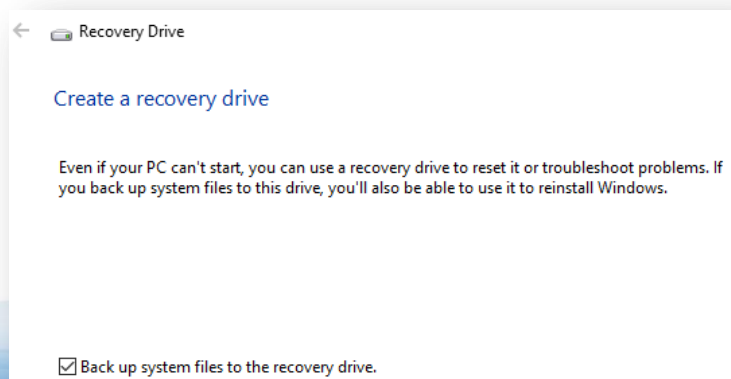 Recovery Drive
Create a recovery drive
Even if your PC can't start, you can use a recovery drive to reset it or troubleshoot problems. If
you back up system files to this drive, you'll also be able to use it to reinstall Windows.
Back up system files to the recovery drive.